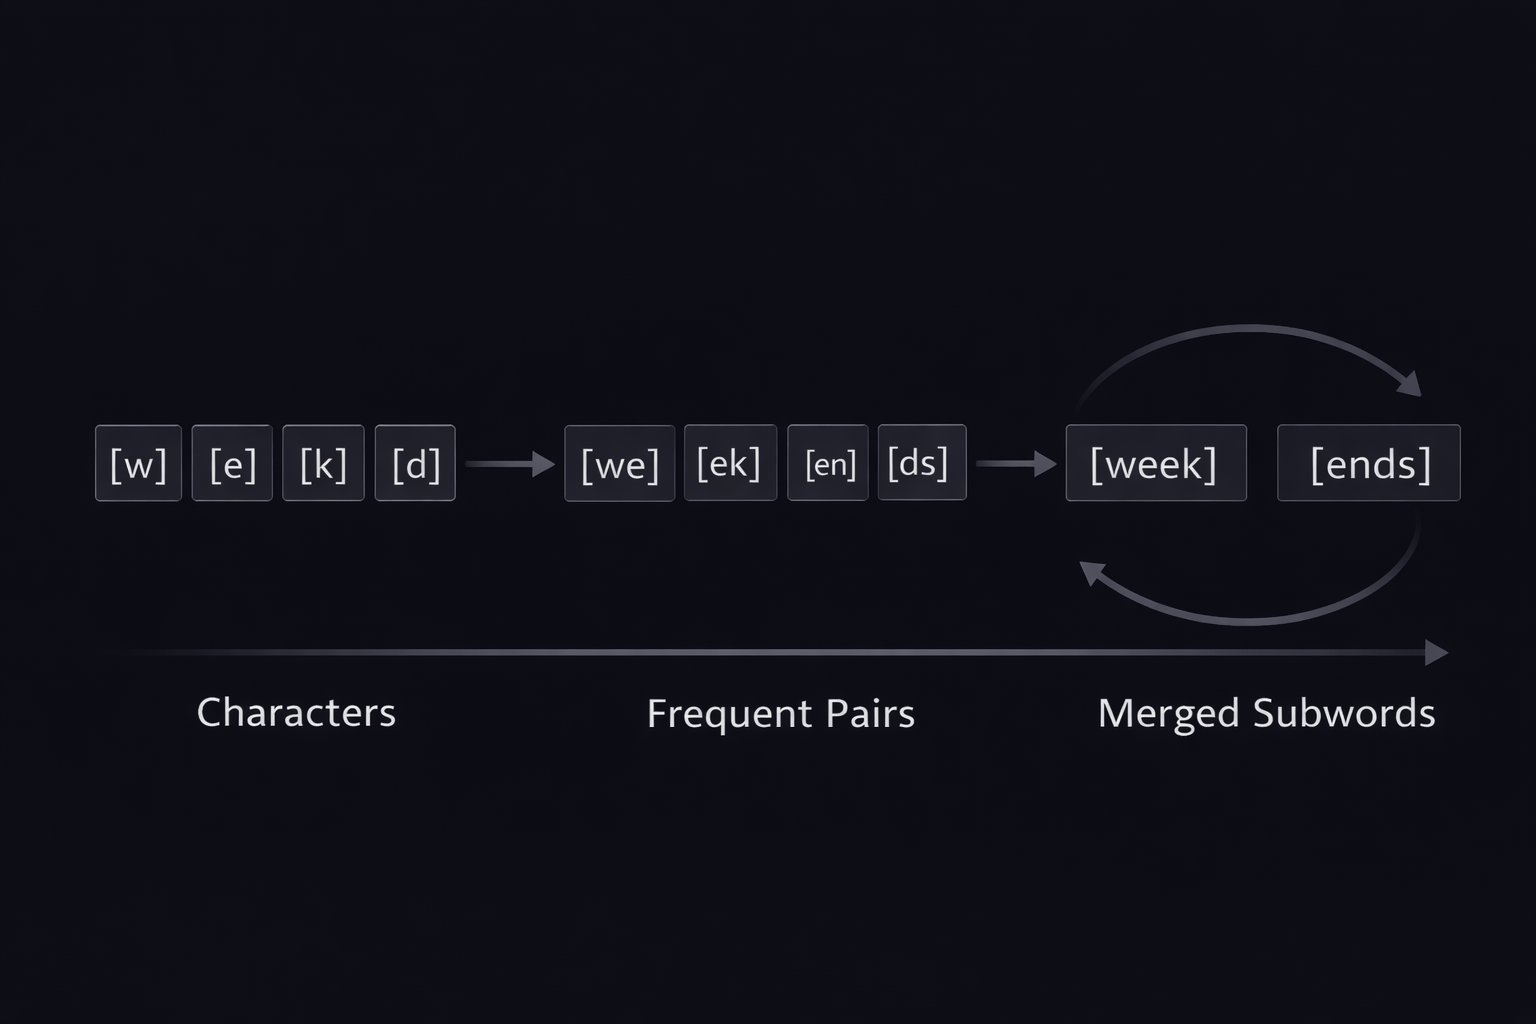 [w] [e] [k] [d] [we] [ek] [en] [ds] [week] [ends]
Characters Frequent Pairs Merged Subwords